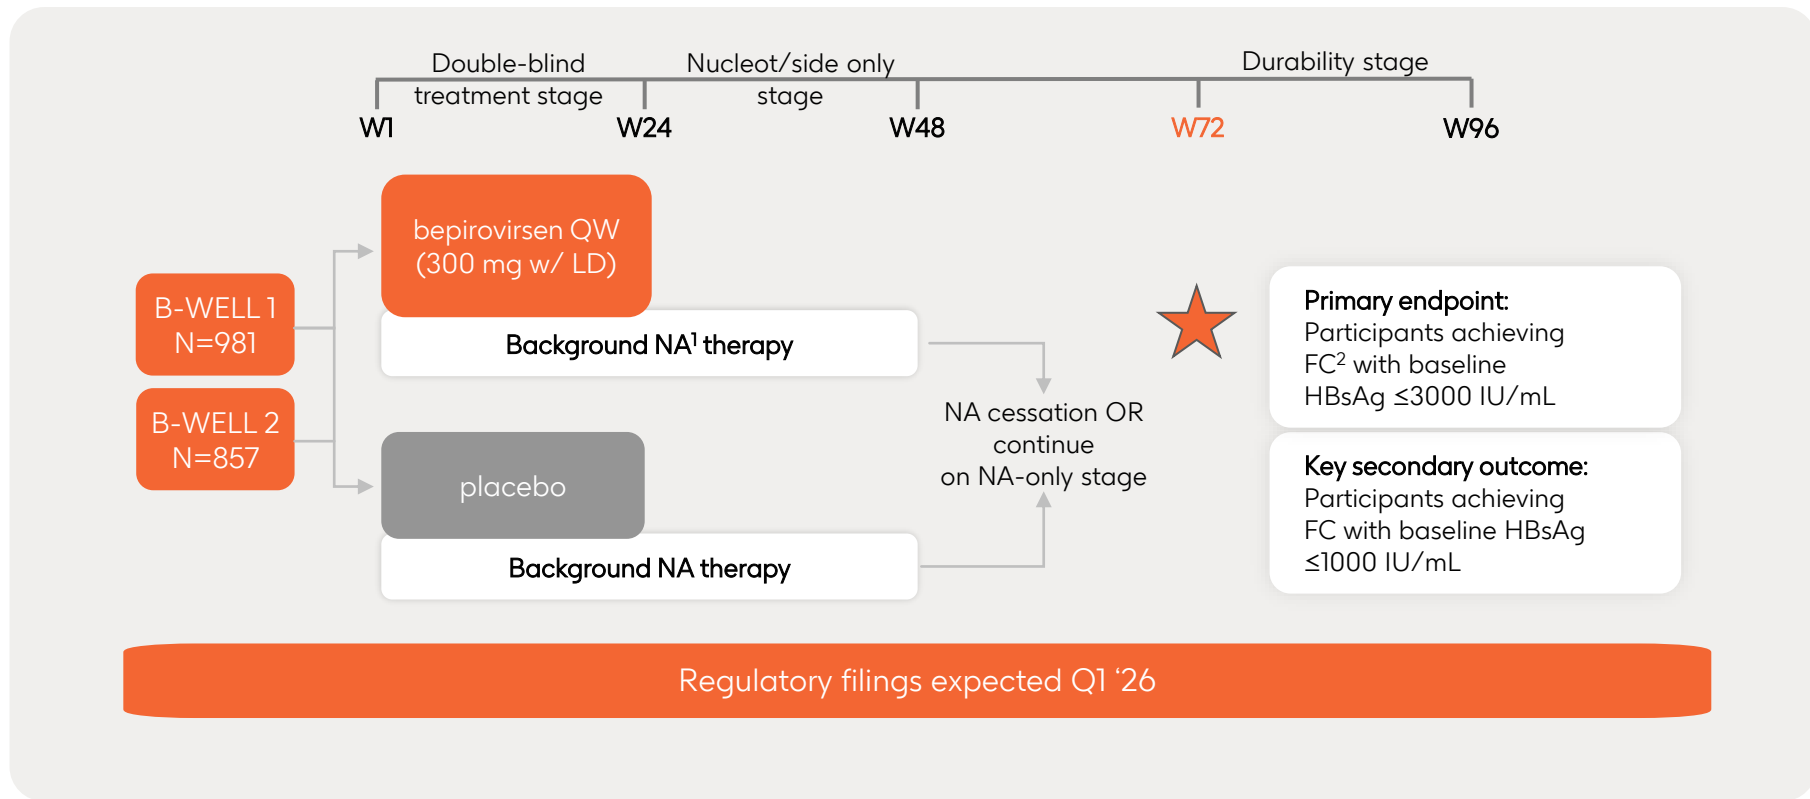 Double-blind
treatment stage
Nucleot/side only
stage
Durability stage
W1
W24
W48
W72
W96
bepirovirsen QW
(300 mg w/ LD)
B-WELL 1
N=981
Background NA¹ therapy
B-WELL 2
N=857
placebo
Background NA therapy
NA cessation OR
continue
on NA-only stage
Primary endpoint:
Participants achieving
FC² with baseline
HBsAg ≤3000 IU/mL
Key secondary outcome:
Participants achieving
FC with baseline HBsAg
≤1000 IU/mL
Regulatory filings expected Q1 ‘26